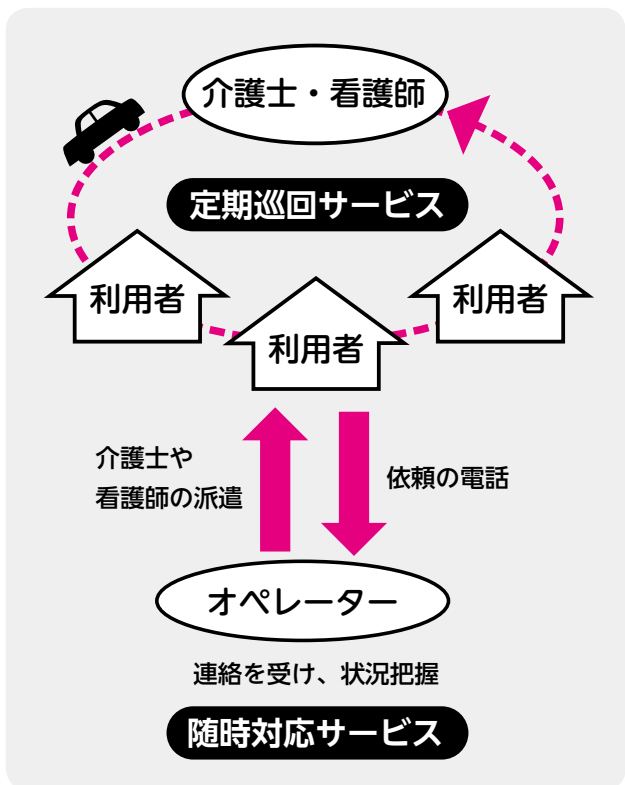 介護士・看護師
定期巡回サービス
利用者
利用者
利用者
介護士や
看護師の派遣
依頼の電話
オペレーター
連絡を受け、状況把握
随時対応サービス